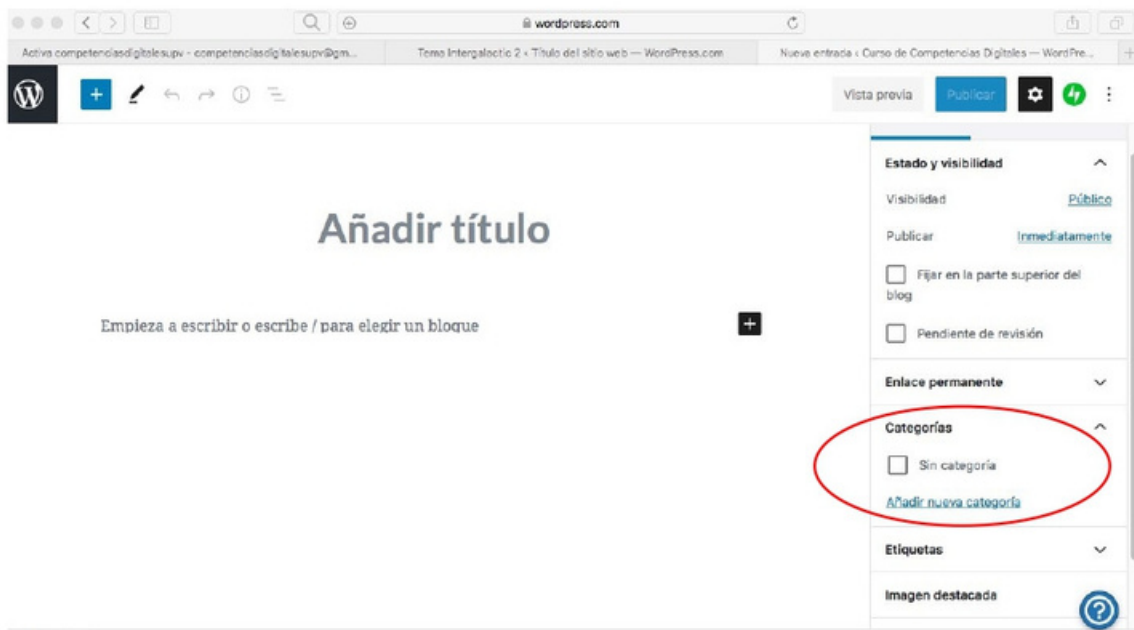 wordpress.com
Activa competenciasdigitalesupv - competenciasdigitalesupv@gm...
Tema Intergalactic 2 ‹ Título del sitio web — WordPress.com
Nueva entrada ‹ Curso de Competencias Digitales — WordPre...
Vista previa
Publicar
Estado y visibilidad
Visibilidad
Público
Añadir título
Publicar
Inmediatamente
Fijar en la parte superior del
blog
Empieza a escribir o escribe / para elegir un bloque
Pendiente de revisión
Enlace permanente
Categorías
Sin categoría
Añadir nueva categoría
Etiquetas
Imagen destacada